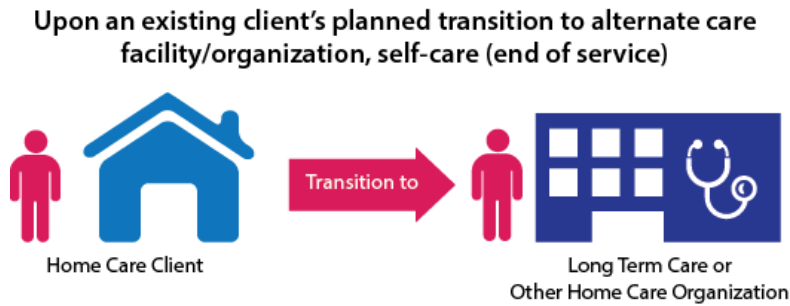 Upon an existing client’s planned transition to alternate care
facility/organization, self-care (end of service)
Transition to
Home Care Client
Long Term Care or
Other Home Care Organization